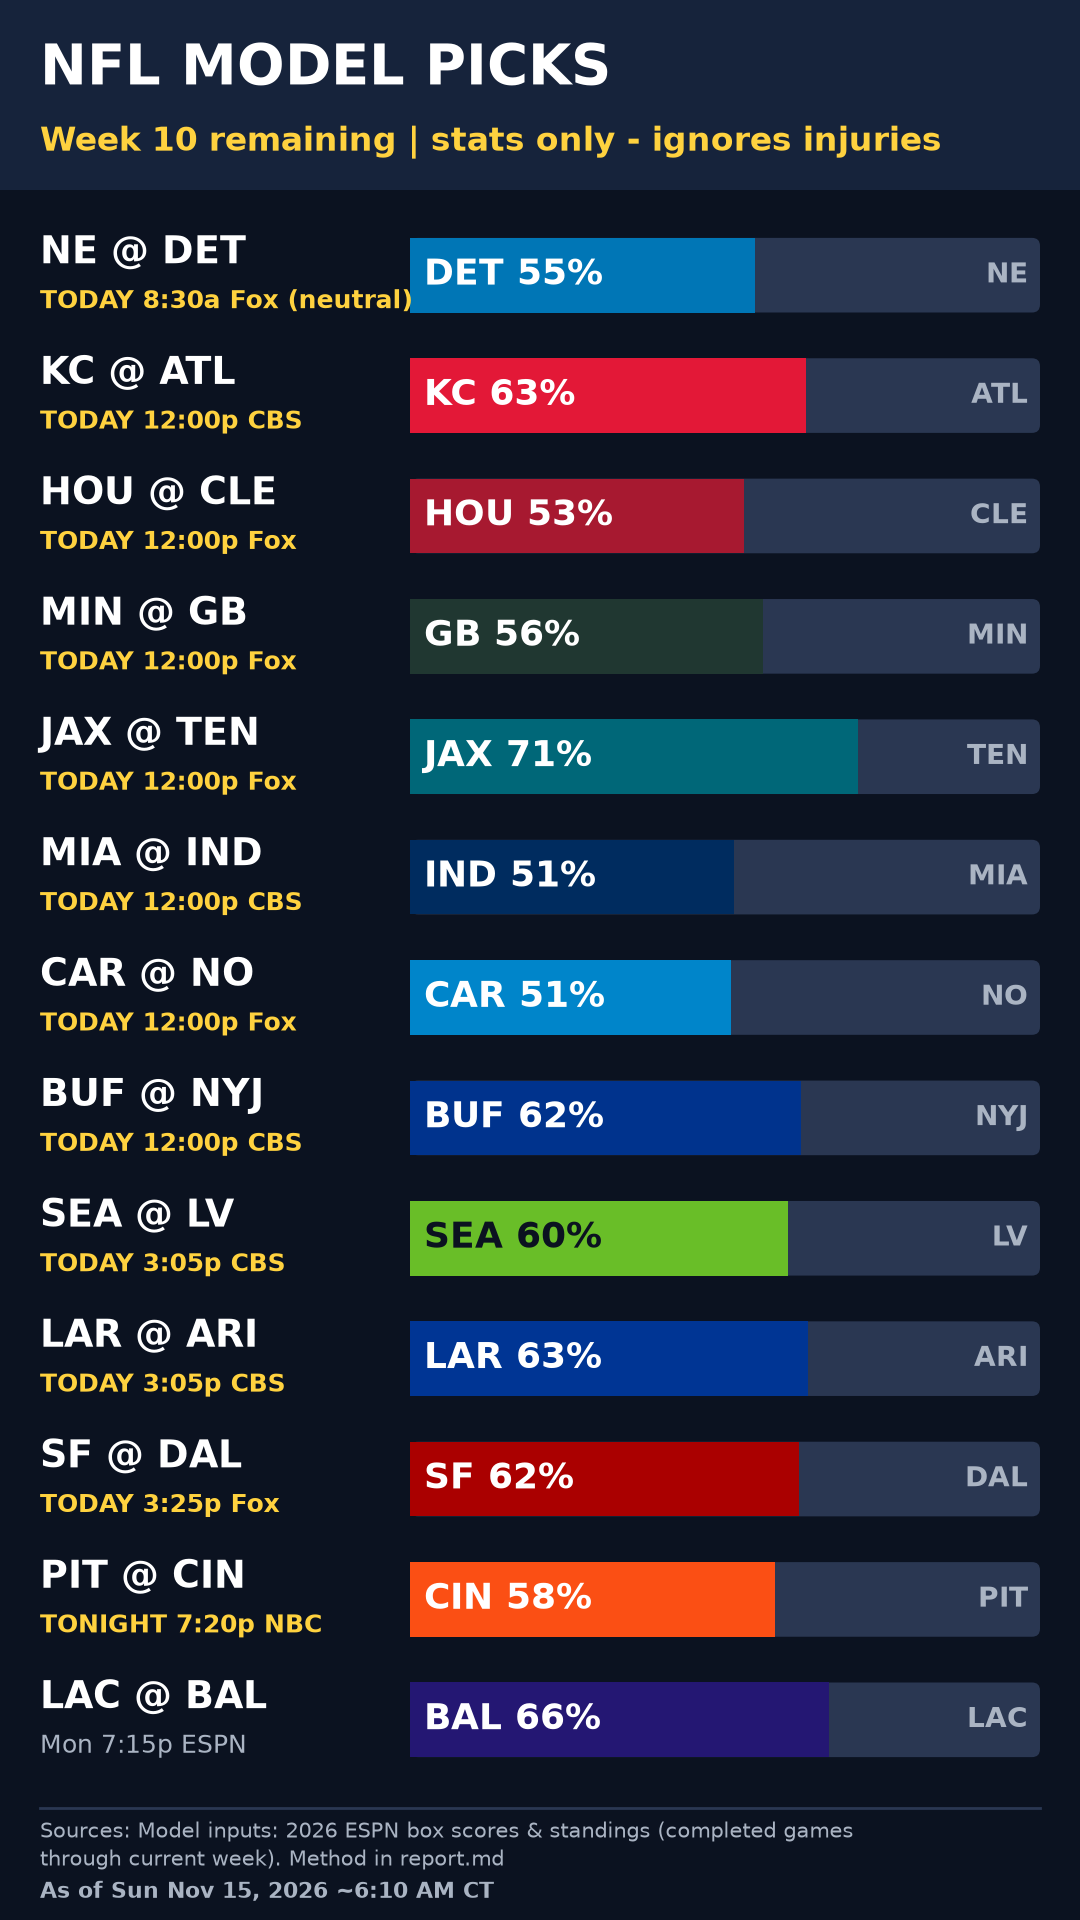 NFL MODEL PICKS
Week 10 remaining | stats only - ignores injuries
NE @ DET
TODAY 8:30a Fox (neutral)
DET 55%
NE
KC @ ATL
TODAY 12:00p CBS
KC 63%
ATL
HOU @ CLE
TODAY 12:00p Fox
HOU 53%
CLE
MIN @ GB
TODAY 12:00p Fox
GB 56%
MIN
JAX @ TEN
TODAY 12:00p Fox
JAX 71%
TEN
MIA @ IND
TODAY 12:00p CBS
IND 51%
MIA
CAR @ NO
TODAY 12:00p Fox
CAR 51%
NO
BUF @ NYJ
TODAY 12:00p CBS
BUF 62%
NYJ
SEA @ LV
TODAY 3:05p CBS
SEA 60%
LV
LAR @ ARI
TODAY 3:05p CBS
LAR 63%
ARI
SF @ DAL
TODAY 3:25p Fox
SF 62%
DAL
PIT @ CIN
TONIGHT 7:20p NBC
CIN 58%
PIT
LAC @ BAL
Mon 7:15p ESPN
BAL 66%
LAC
Sources: Model inputs: 2026 ESPN box scores & standings (completed games
through current week). Method in report.md
As of Sun Nov 15, 2026 ~6:10 AM CT